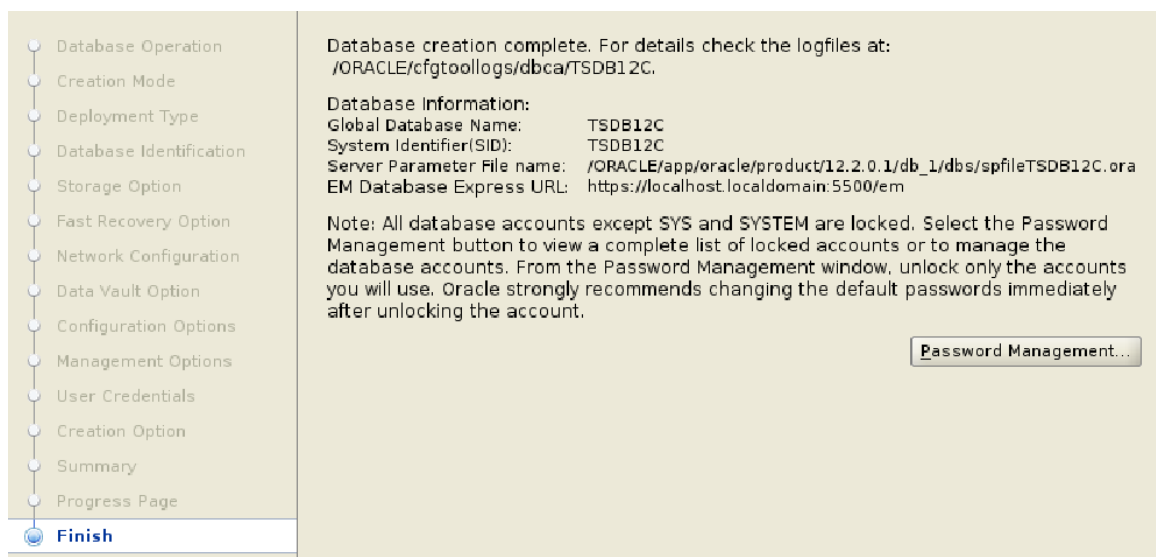 Database Operation
Creation Mode
Deployment Type
Database Identification
Storage Option
Fast Recovery Option
Network Configuration
Data Vault Option
Configuration Options
Management Options
User Credentials
Creation Option
Summary
Progress Page
Finish
Database creation complete. For details check the logfiles at:
/ORACLE/cfgtoollogs/dbca/TSDB12C.
Database Information:
Global Database Name: TSDB12C
System Identifier(SID): TSDB12C
Server Parameter File name: /ORACLE/app/oracle/product/12.2.0.1/db_1/dbs/spfileTSDB12C.ora
EM Database Express URL: https://localhost.localdomain:5500/em
Note: All database accounts except SYS and SYSTEM are locked. Select the Password
Management button to view a complete list of locked accounts or to manage the
database accounts. From the Password Management window, unlock only the accounts
you will use. Oracle strongly recommends changing the default passwords immediately
after unlocking the account.
Password Management...